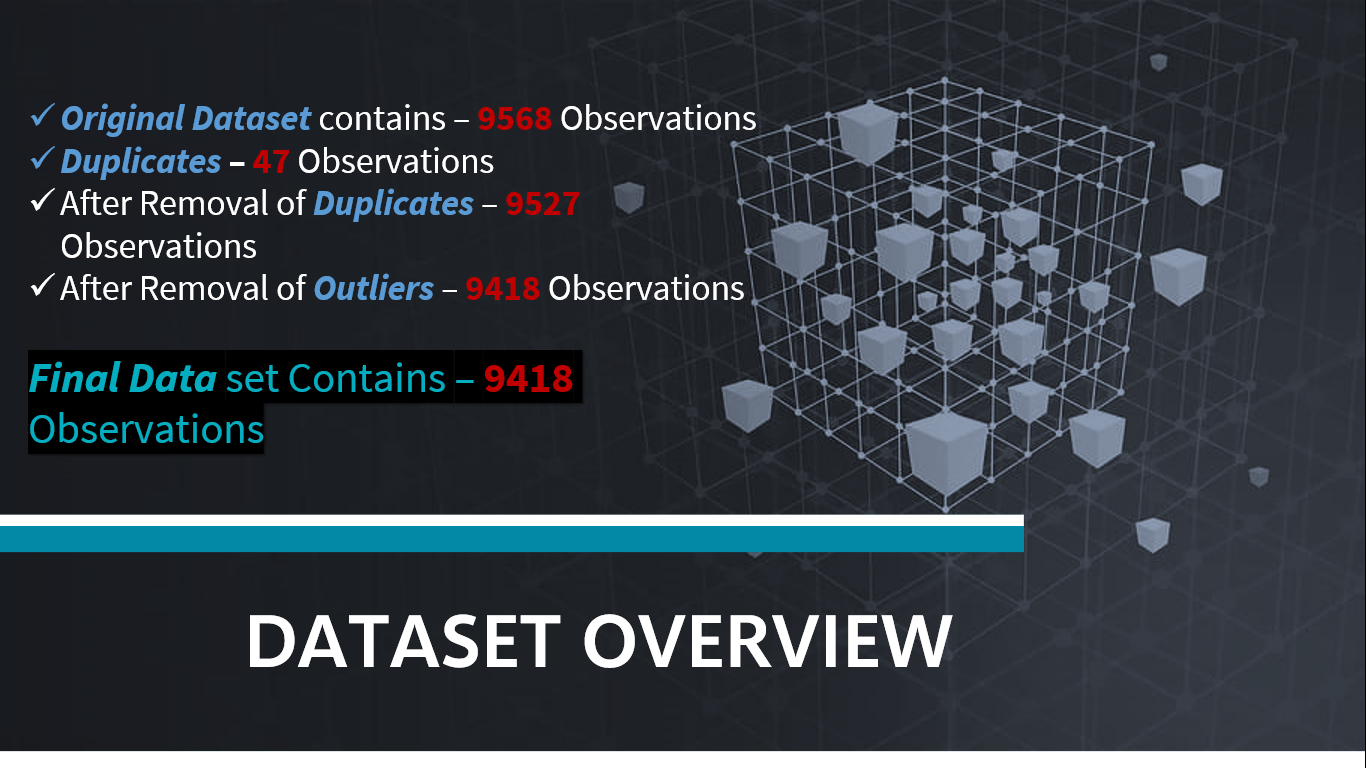 ✓ Original Dataset contains – 9568 Observations
✓ Duplicates – 47 Observations
✓ After Removal of Duplicates – 9527
Observations
✓ After Removal of Outliers – 9418 Observations
Final Data set Contains – 9418
Observations
DATASET OVERVIEW